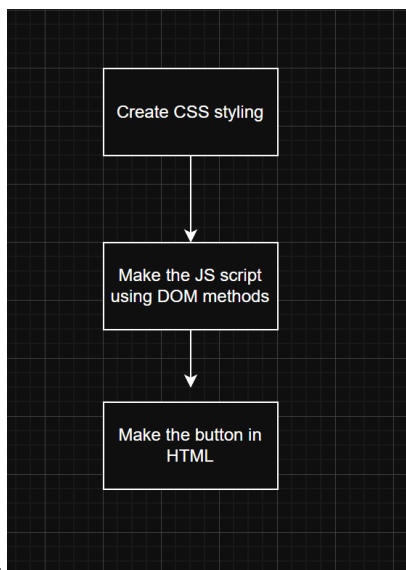 Create CSS styling
Make the JS script
using DOM methods
Make the button in
HTML